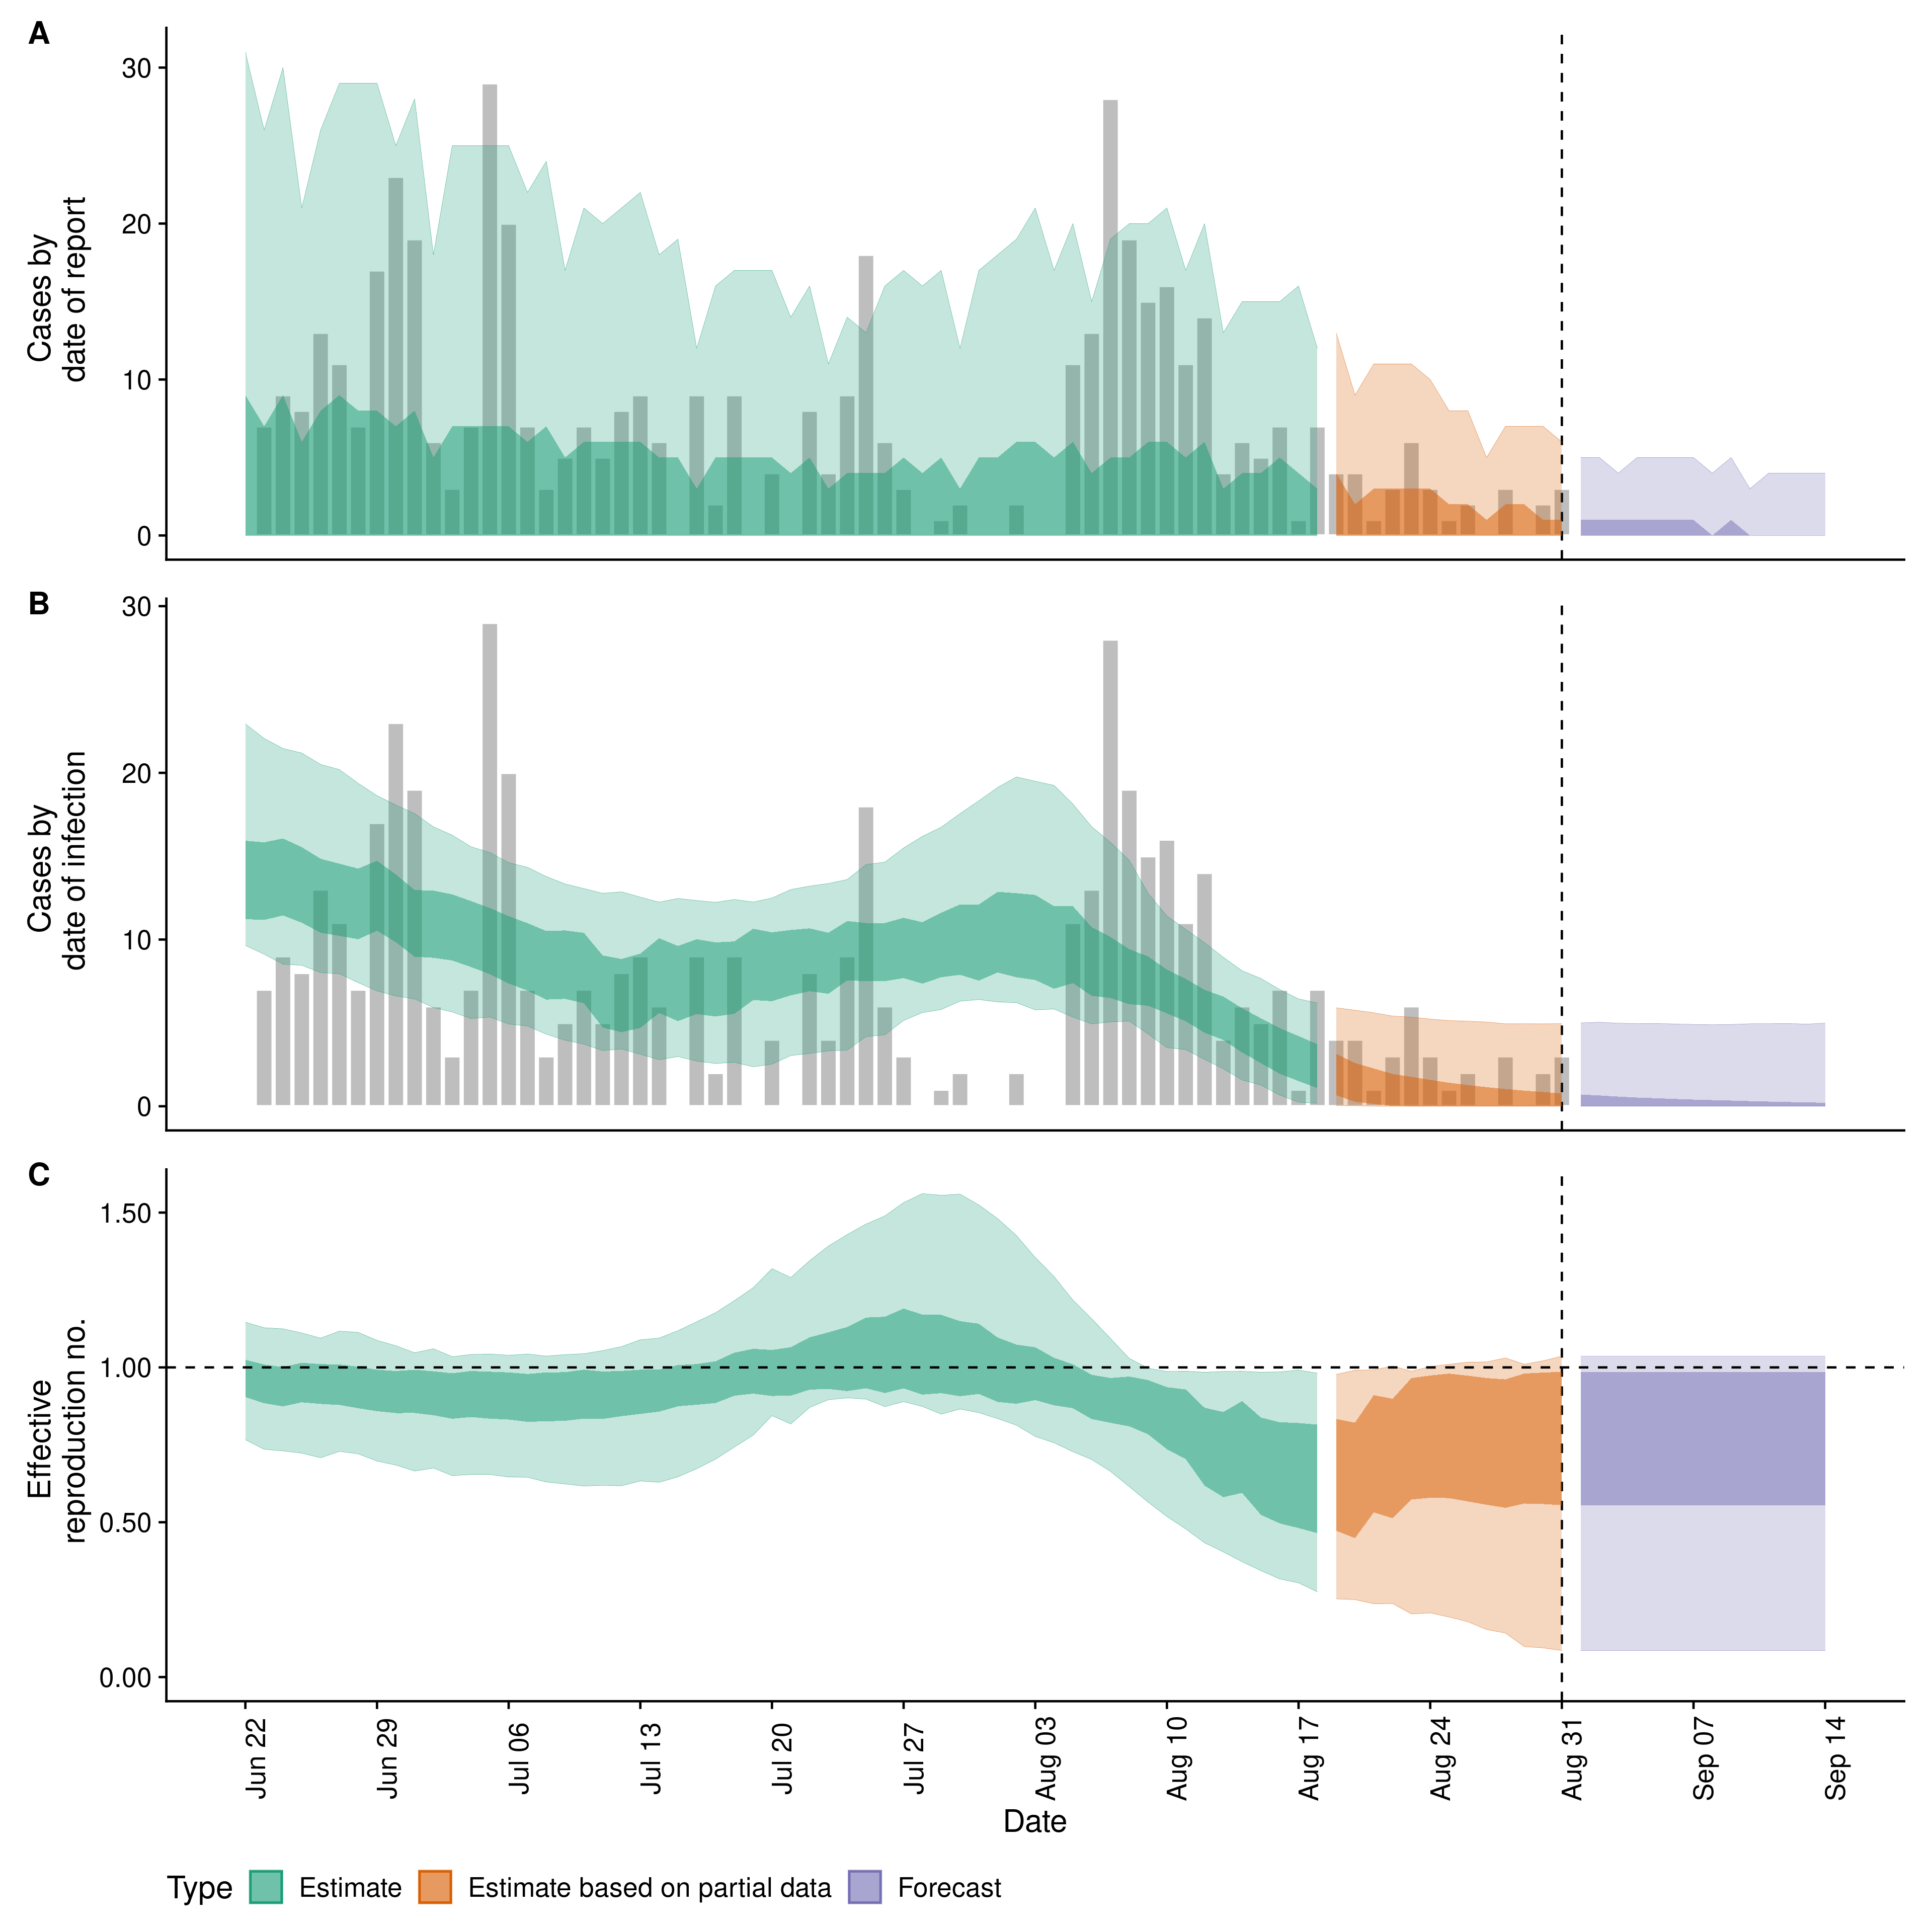 A
30
20
10
0
Cases by
date of report
B
30
20
10
0
Cases by
date of infection
C
1.50
1.00
0.50
0.00
Effective
reproduction no.
Jun 22
Jun 29
Jul 06
Jul 13
Jul 20
Jul 27
Aug 03
Aug 10
Aug 17
Aug 24
Aug 31
Sep 07
Sep 14
Date
Type Estimate Estimate based on partial data Forecast